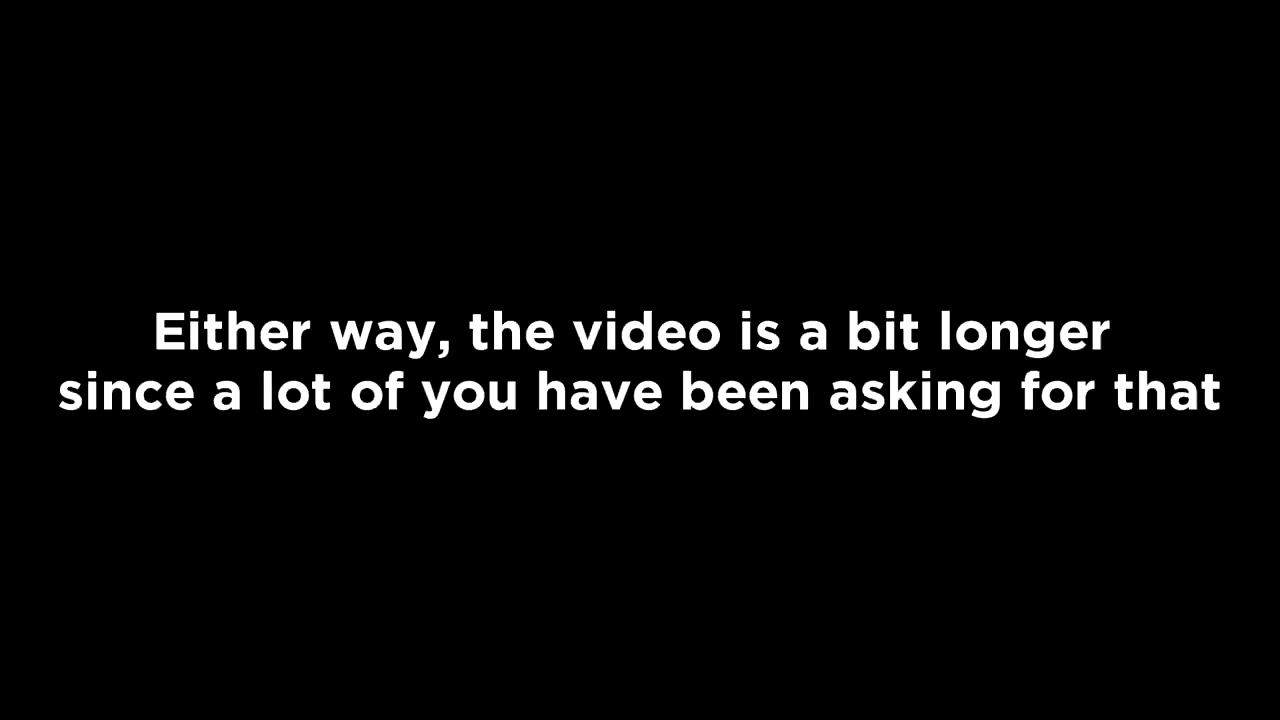 Either way, the video is a bit longer
since a lot of you have been asking for that